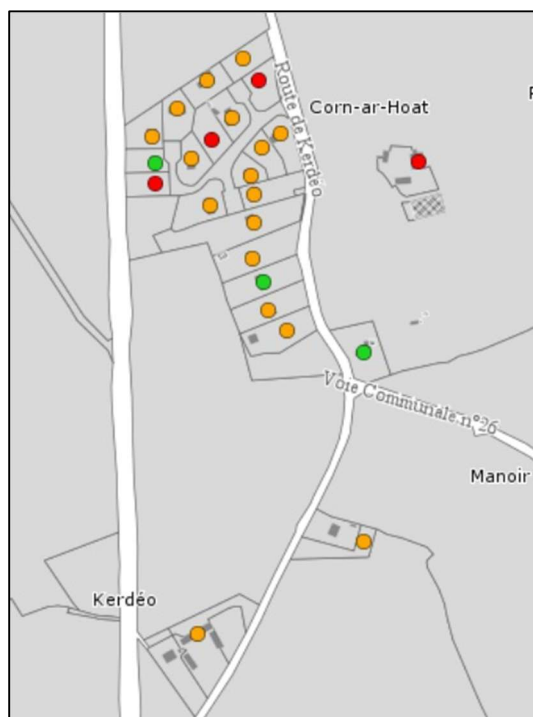 Route de Kerdéo
Corn-ar-Hoat
Voie Communale n°26
Manoir
Kerdéo